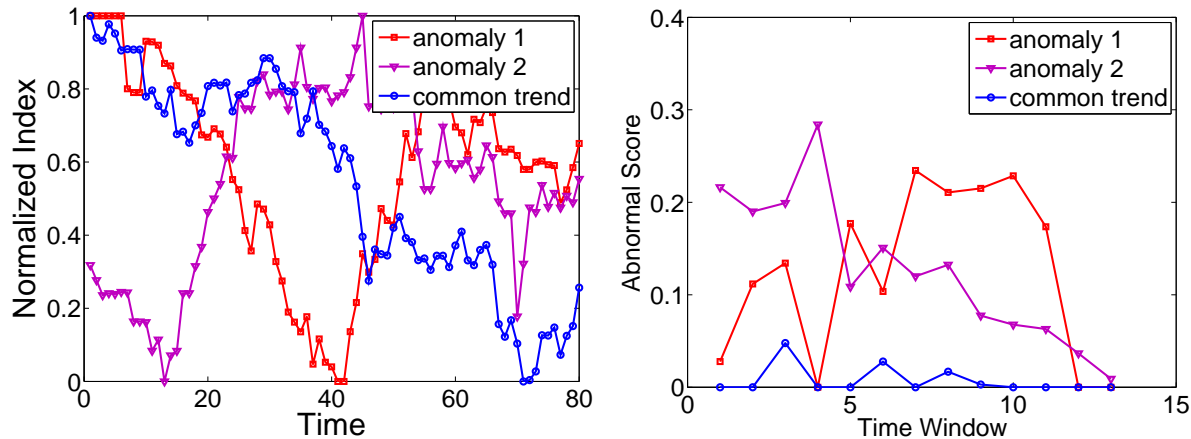 1
0.8
0.6
0.4
0.2
0
0 20 40 60 80
Normalized Index
Time
anomaly 1
anomaly 2
common trend
0.4
0.3
0.2
0.1
0
0 5 10 15
Abnormal Score
Time Window
anomaly 1
anomaly 2
common trend